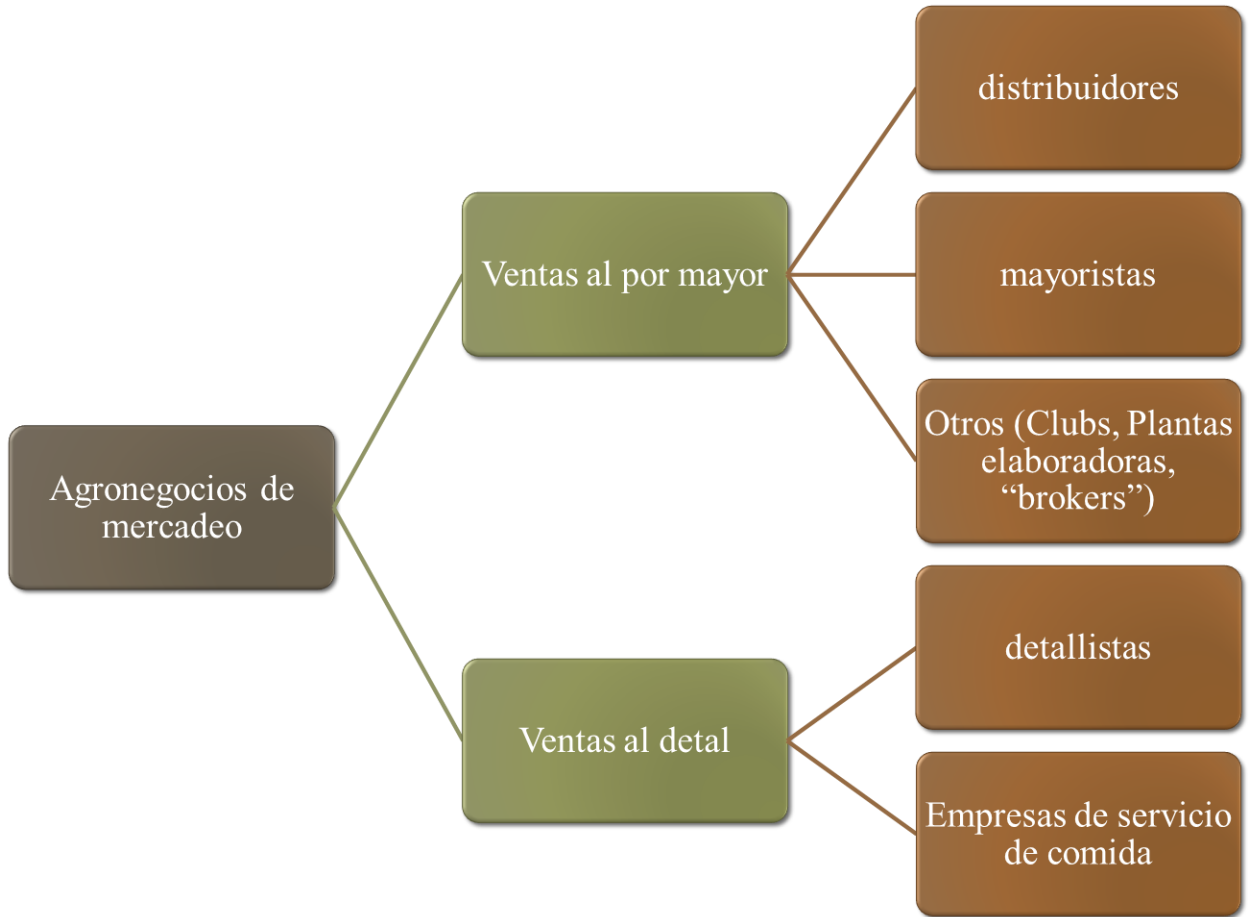 Agronegocios de
mercadeo
Ventas al por mayor
distribuidores
mayoristas
Otros (Clubs, Plantas
elaboradoras,
“brokers”)
Ventas al detal
detallistas
Empresas de servicio
de comida